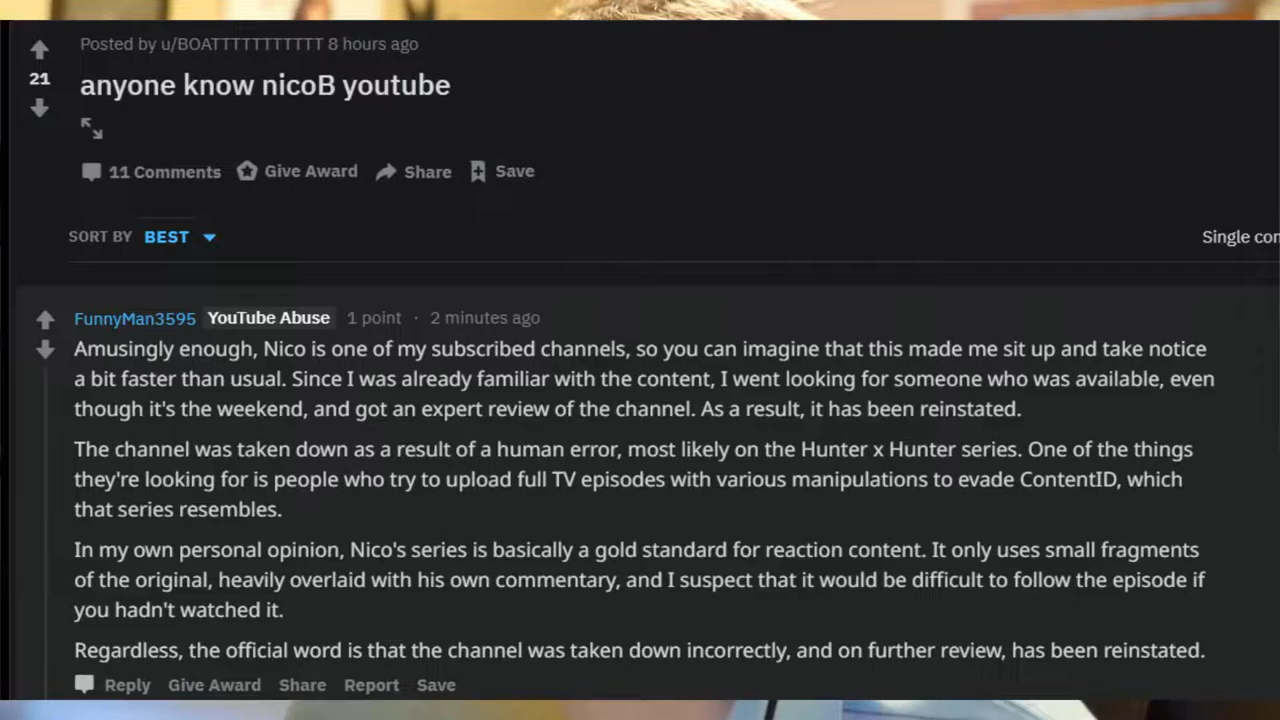 Posted by u/BOATTTTTTTTTTT 8 hours ago
21
anyone know nicoB youtube
11 Comments Give Award Share Save
SORT BY BEST
Single
FunnyMan3595 YouTube Abuse 1 point · 2 minutes ago
Amusingly enough, Nico is one of my subscribed channels, so you can imagine that this made me sit up and take notice
a bit faster than usual. Since I was already familiar with the content, I went looking for someone who was available, even
though it's the weekend, and got an expert review of the channel. As a result, it has been reinstated.
The channel was taken down as a result of a human error, most likely on the Hunter x Hunter series. One of the things
they're looking for is people who try to upload full TV episodes with various manipulations to evade ContentID, which
that series resembles.
In my own personal opinion, Nico's series is basically a gold standard for reaction content. It only uses small fragments
of the original, heavily overlaid with his own commentary, and I suspect that it would be difficult to follow the episode if
you hadn't watched it.
Regardless, the official word is that the channel was taken down incorrectly, and on further review, has been reinstated.
Reply Give Award Share Report Save